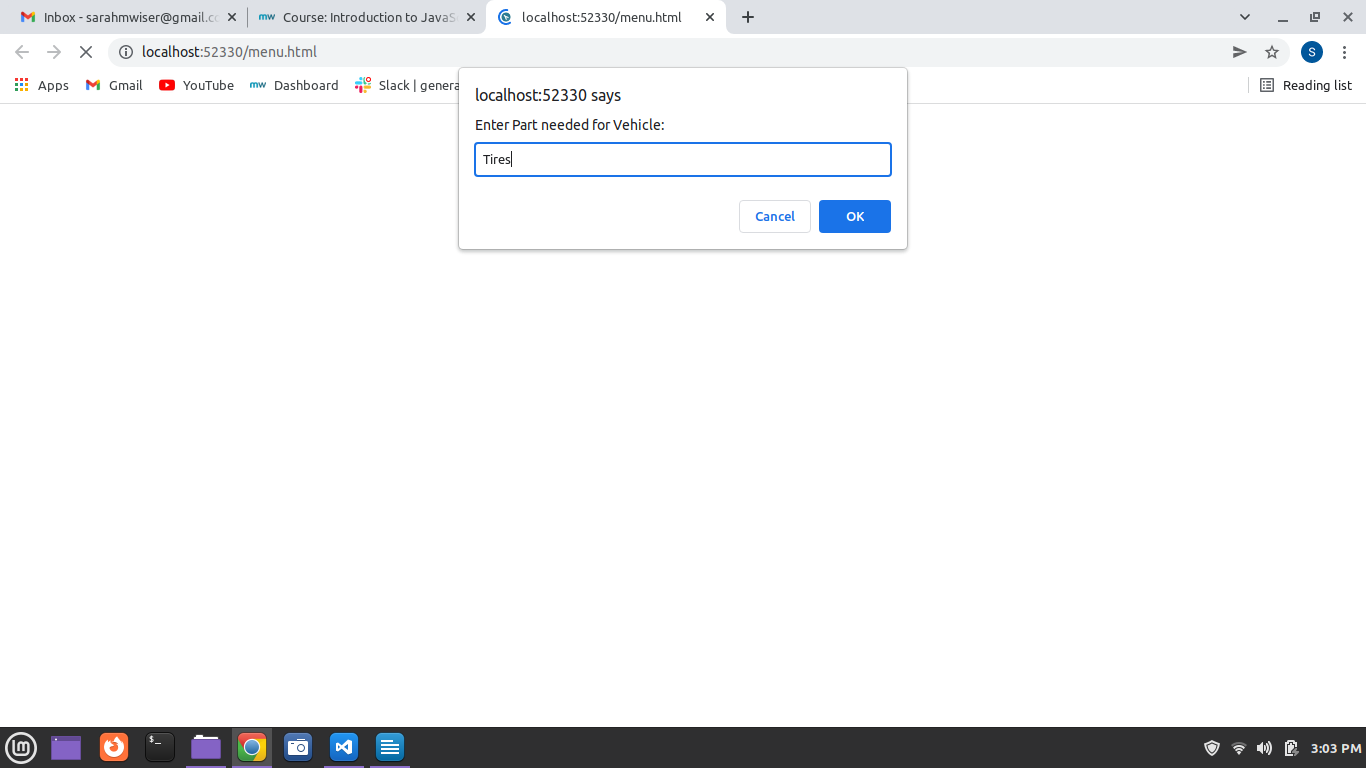 Inbox - sarahmwiser@gmail.co
mw Course: Introduction to JavaS
localhost:52330/menu.html
localhost:52330/menu.html
S
Apps
Gmail
YouTube
mw Dashboard
Slack | genera
Reading list
localhost:52330 says
Enter Part needed for Vehicle:
Tires
Cancel
OK
$_
3:03 PM